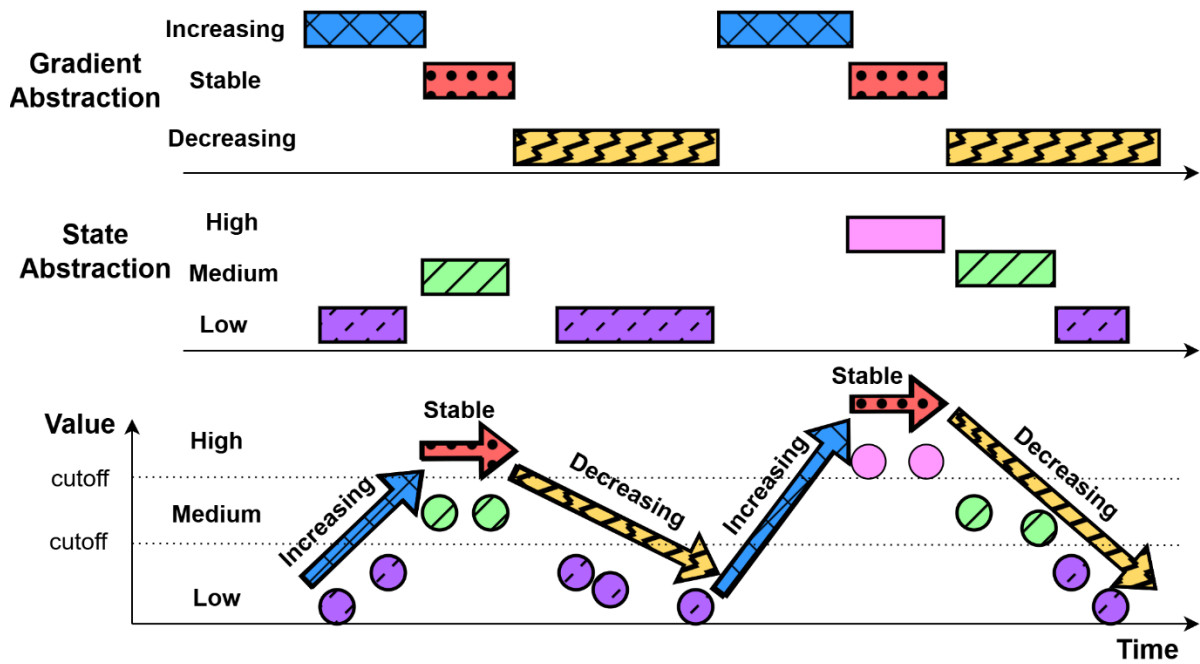 Increasing
Gradient
Abstraction
Stable
Decreasing
High
State
Abstraction
Medium
Low
Stable
Stable
Value
High
Increasing
Decreasing
Increasing
Decreasing
cutoff
Medium
cutoff
Low
Time